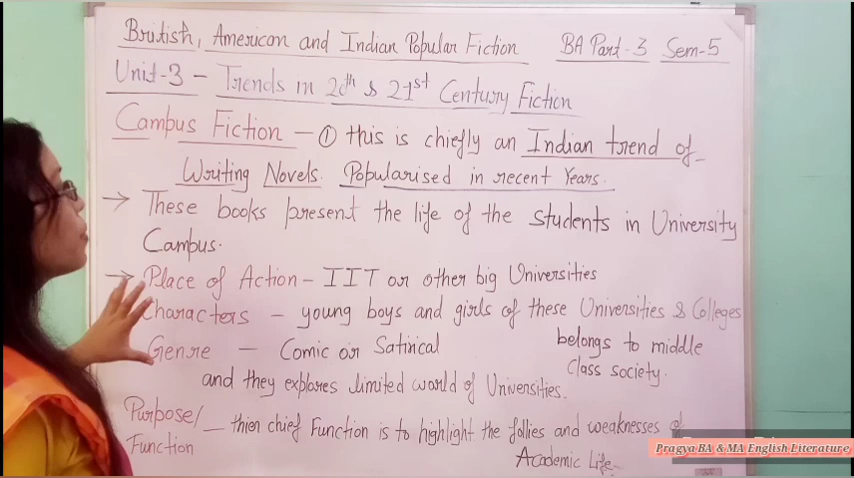 British, American and Indian Popular Fiction BA Part-3 Sem-5
Unit-3 - Trends in 20th & 21st Century Fiction
Campus Fiction - ① this is chiefly an Indian trend of
Writing Novels. Popularised in recent Years.
→ These books present the life of the students in University
Campus.
→ Place of Action - IIT or other big Universities
Characters - young boys and girls of these Universities & Colleges
belongs to middle
class society.
Genre - Comic or Satirical
and they explores limited world of Universities.
Purpose/
Function - thier chief Function is to highlight the follies and weaknesses of
Academic Life
Pragya BA & MA English Literature